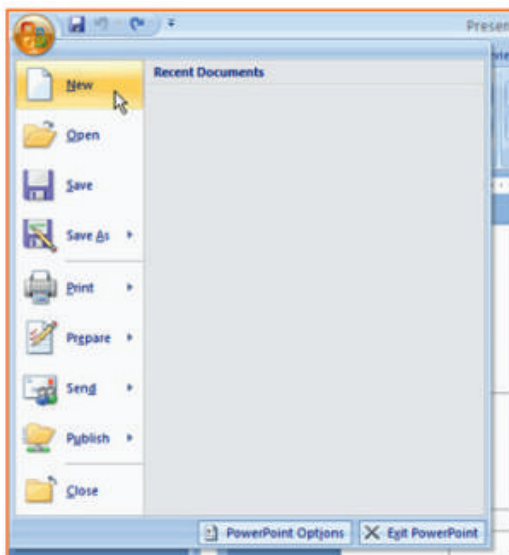 Presen
Recent Documents
New
Open
Save
Save As
Print
Prepare
Send
Publish
Close
PowerPoint Options
Exit PowerPoint